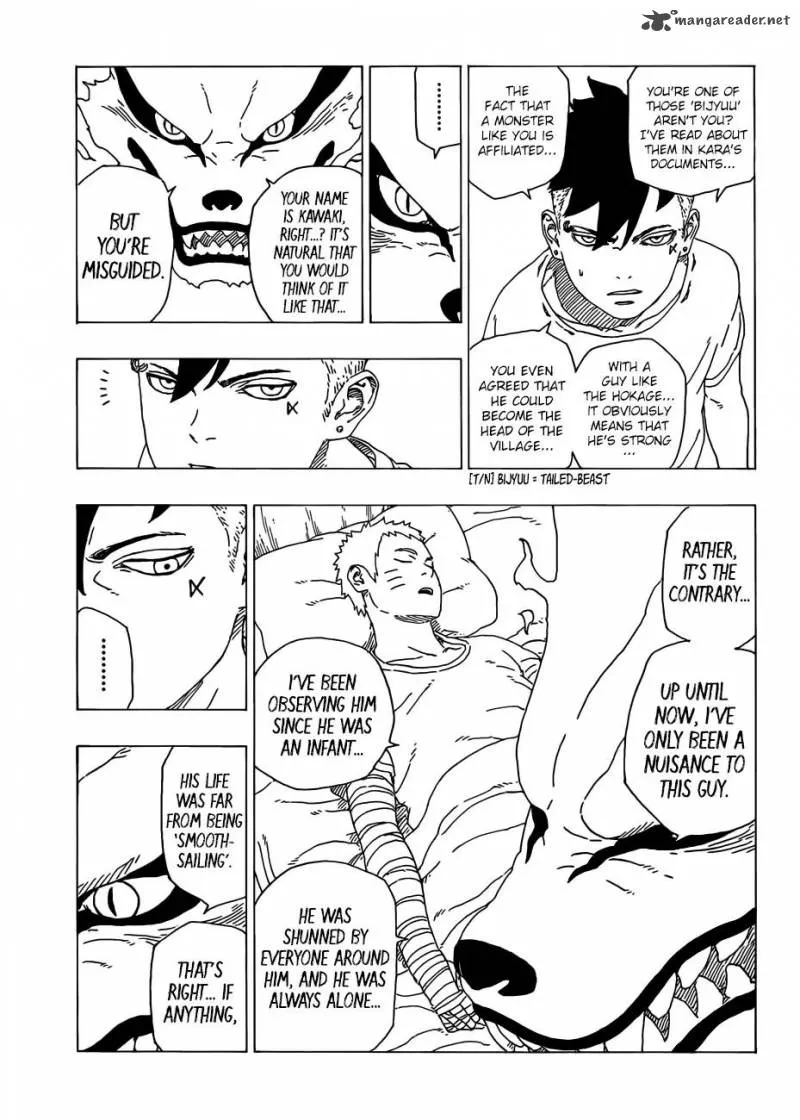 mangareader.net
YOU'RE ONE OF
THOSE 'BIJYUU'
AREN'T YOU?
I'VE READ ABOUT
THEM IN KARA'S
DOCUMENTS...
THE
FACT THAT
A MONSTER
LIKE YOU IS
AFFILIATED...
WITH A
GUY LIKE
THE HOKAGE...
IT OBVIOUSLY
MEANS THAT
HE'S STRONG
...
YOU EVEN
AGREED THAT
HE COULD
BECOME THE
HEAD OF THE
VILLAGE...
[T/N] BIJYUU = TAILED-BEAST
.........
YOUR NAME
IS KAWAKI,
RIGHT...? IT'S
NATURAL THAT
YOU WOULD
THINK OF IT
LIKE THAT...
BUT
YOU'RE
MISGUIDED.
RATHER,
IT'S THE
CONTRARY...
UP UNTIL
NOW, I'VE
ONLY BEEN A
NUISANCE TO
THIS GUY.
I'VE BEEN
OBSERVING HIM
SINCE HE WAS
AN INFANT...
HE WAS
SHUNNED BY
EVERYONE AROUND
HIM, AND HE WAS
ALWAYS ALONE...
.........
HIS LIFE
WAS FAR
FROM BEING
'SMOOTH-
SAILING'.
THAT'S
RIGHT... IF
ANYTHING,